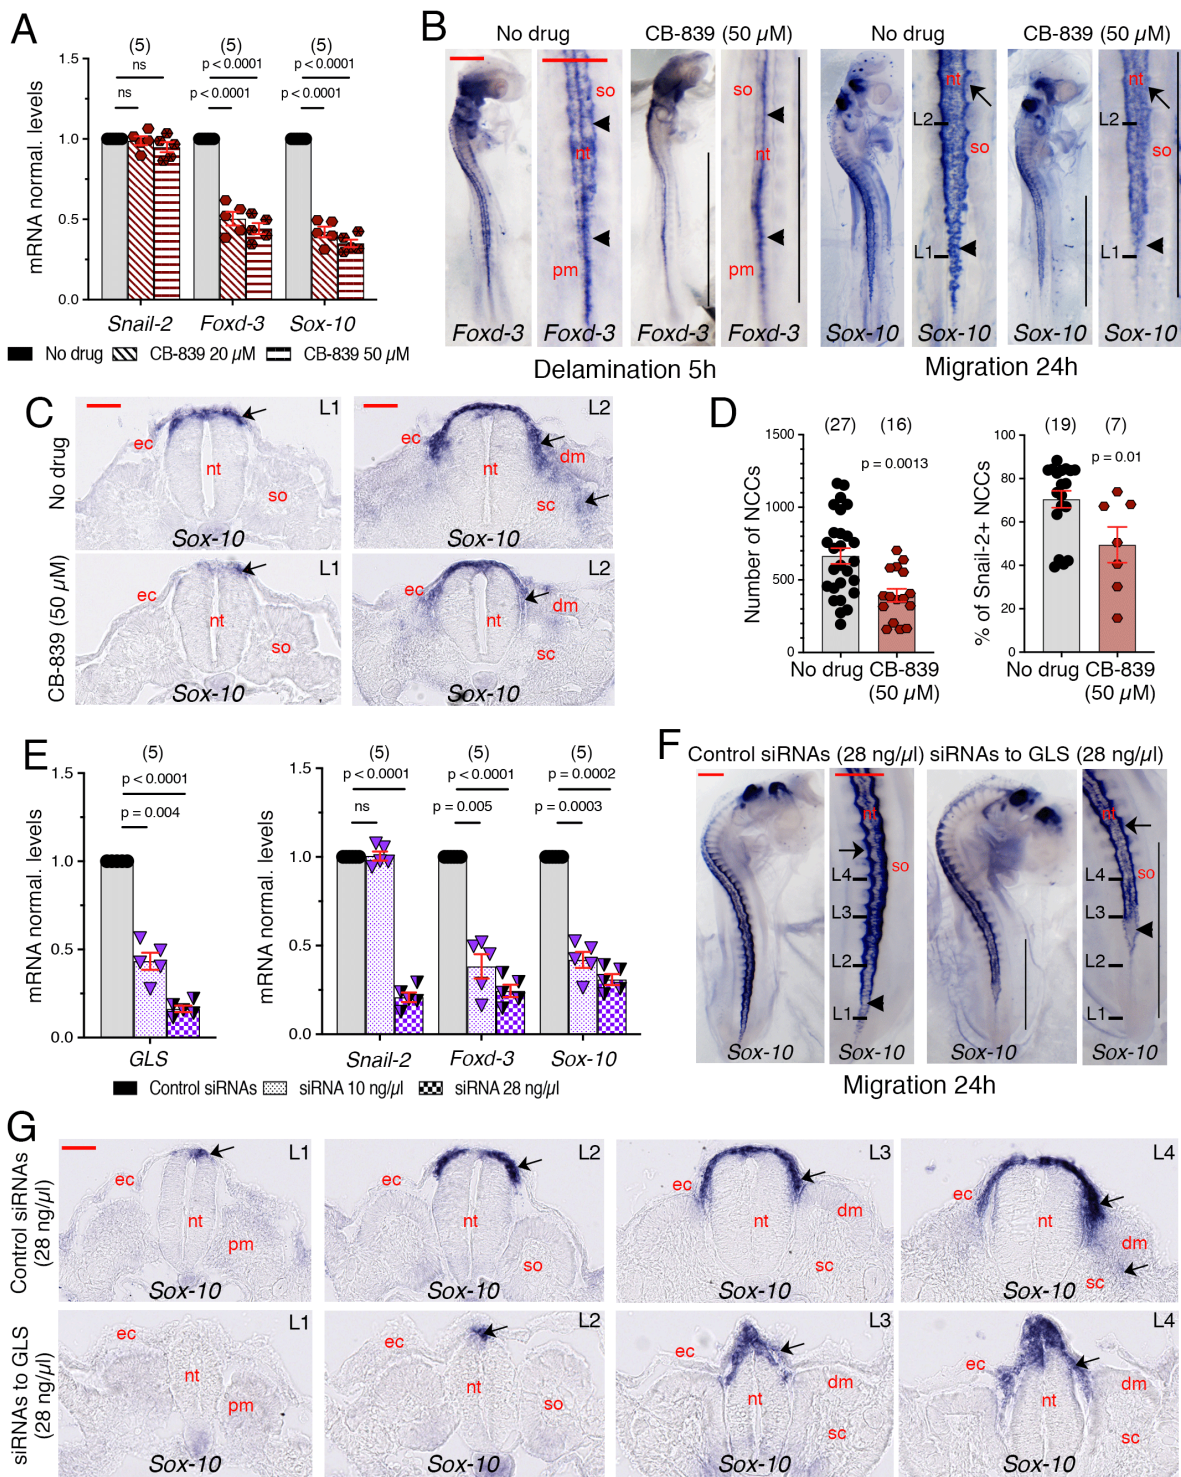 A
(5) (5) (5)
ns p < 0.0001 p < 0.0001
ns p < 0.0001 p < 0.0001
mRNA normal. levels
1.5
1.0
0.5
0.0
Snail-2 Foxd-3 Sox-10
No drug CB-839 20 µM CB-839 50 µM
B
No drug CB-839 (50 µM) No drug CB-839 (50 µM)
so so nt nt
L2 L2
nt nt so so
pm pm L1 L1
Foxd-3 Foxd-3 Foxd-3 Foxd-3 Sox-10 Sox-10 Sox-10 Sox-10
Delamination 5h Migration 24h
C
No drug
L1 L2
ec ec dm
nt nt
so sc
Sox-10 Sox-10
CB-839 (50 µM)
L1 L2
ec ec dm
nt nt
so sc
Sox-10 Sox-10
D
(27) (16)
p = 0.0013
Number of NCCs
1500
1000
500
0
No drug CB-839
(50 µM)
(19) (7)
p = 0.01
% of Snail-2+ NCCs
100
80
60
40
20
0
No drug CB-839
(50 µM)
E
(5)
p < 0.0001
p = 0.004
mRNA normal. levels
1.5
1.0
0.5
0.0
GLS
(5) (5) (5)
p < 0.0001 p < 0.0001 p = 0.0002
ns p = 0.005 p = 0.0003
mRNA normal. levels
1.5
1.0
0.5
0.0
Snail-2 Foxd-3 Sox-10
Control siRNAs siRNA 10 ng/µl siRNA 28 ng/µl
F
Control siRNAs (28 ng/µl) siRNAs to GLS (28 ng/µl)
nt nt
so so
L4 L4
L3 L3
L2 L2
L1 L1
Sox-10 Sox-10 Sox-10 Sox-10
Migration 24h
G
Control siRNAs
(28 ng/µl)
L1 L2 L3 L4
ec ec ec ec
nt nt nt nt
pm so dm dm
sc sc
Sox-10 Sox-10 Sox-10 Sox-10
siRNAs to GLS
(28 ng/µl)
L1 L2 L3 L4
ec ec ec ec
nt nt nt nt
pm so dm dm
sc sc
Sox-10 Sox-10 Sox-10 Sox-10